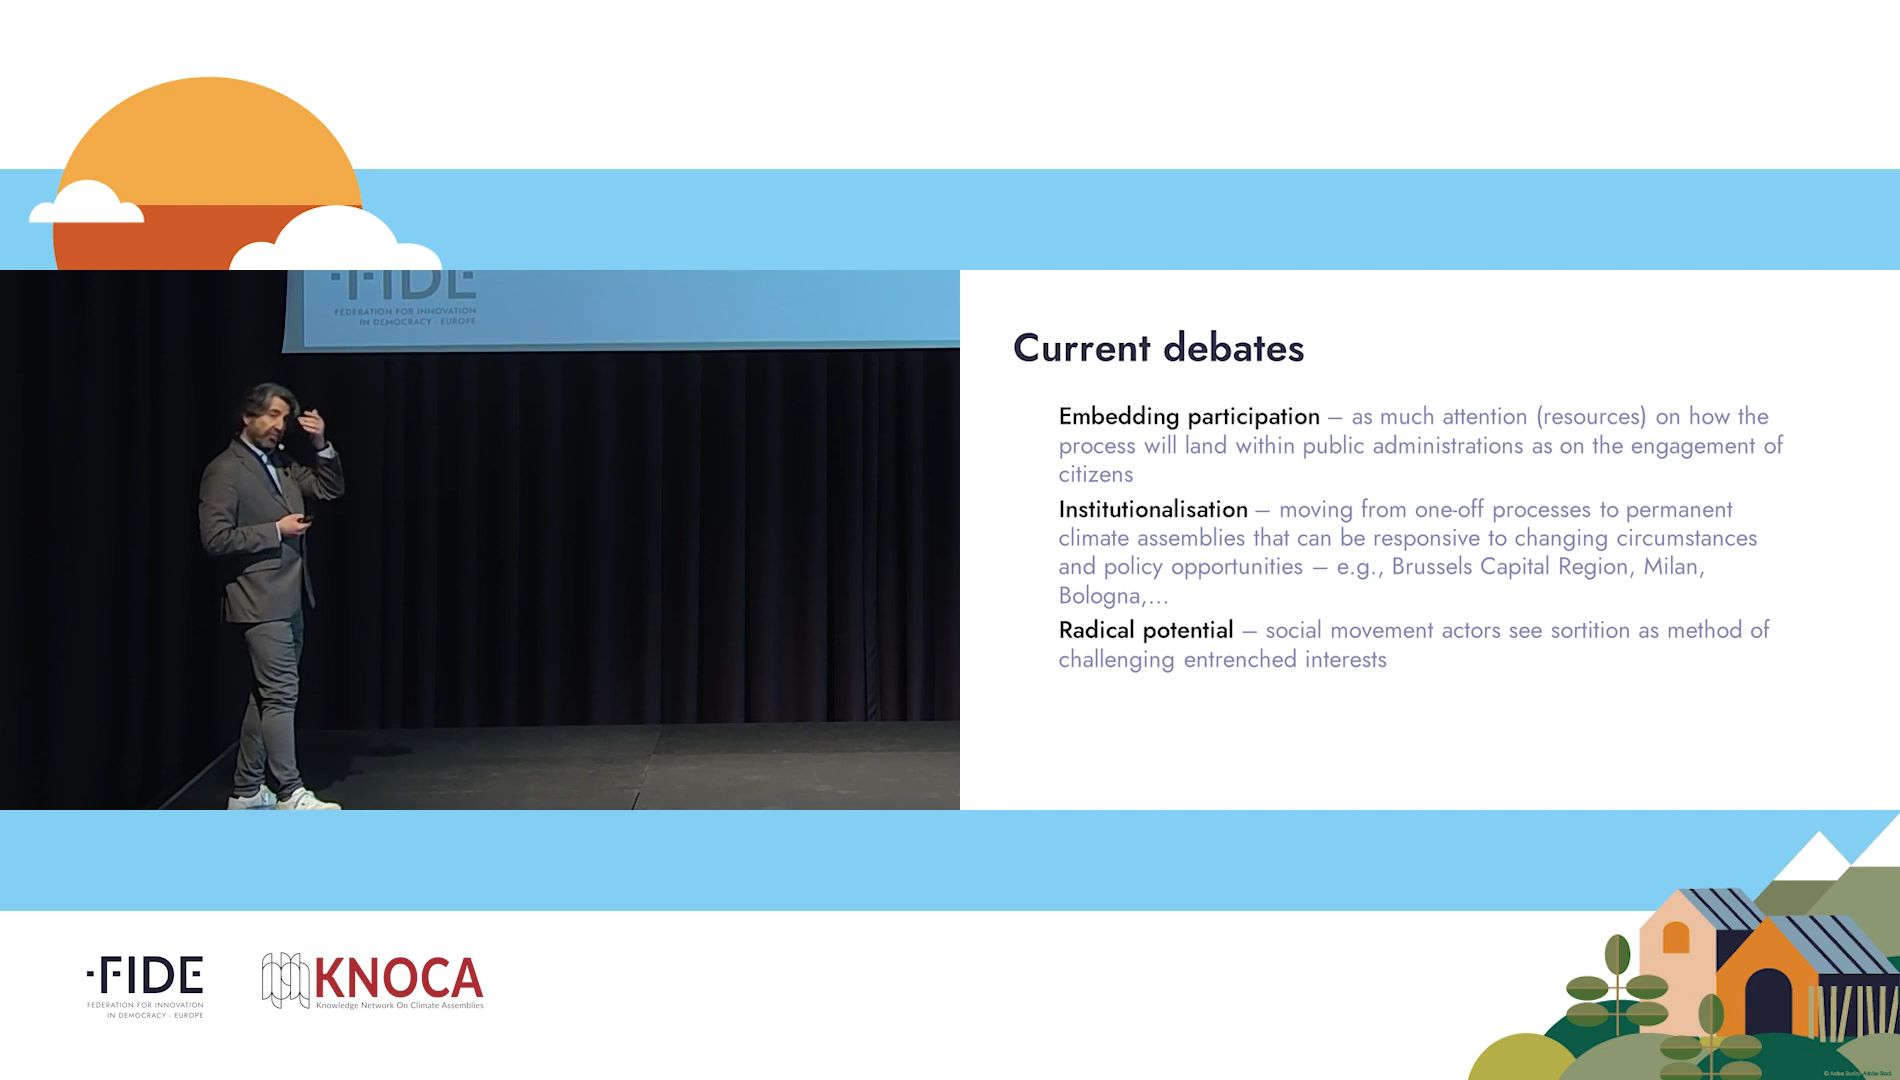 FIDE
FEDERATION FOR INNOVATION
IN DEMOCRACY - EUROPE
Current debates
Embedding participation – as much attention (resources) on how the
process will land within public administrations as on the engagement of
citizens
Institutionalisation – moving from one-off processes to permanent
climate assemblies that can be responsive to changing circumstances
and policy opportunities – e.g., Brussels Capital Region, Milan,
Bologna,...
Radical potential – social movement actors see sortition as method of
challenging entrenched interests
·FIDE
FEDERATION FOR INNOVATION
IN DEMOCRACY - EUROPE
KNOCA
Knowledge Network On Climate Assemblies